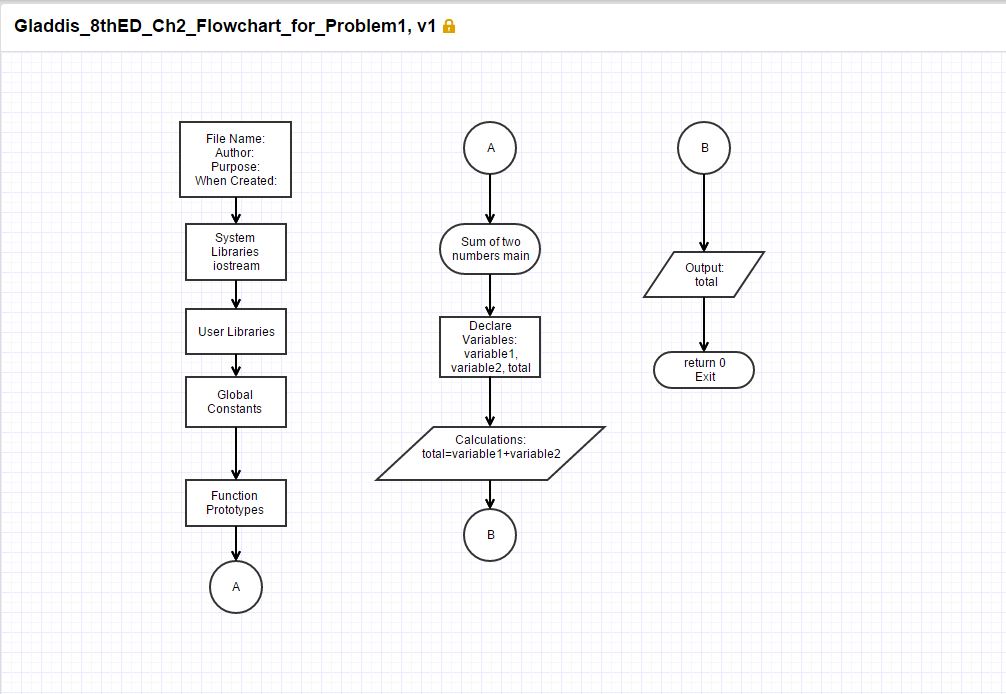 Gladdis_8thED_Ch2_Flowchart_for_Problem1, v1
File Name:
Author:
Purpose:
When Created:
System
Libraries
iostream
User Libraries
Global
Constants
Function
Prototypes
A
A
Sum of two
numbers main
Declare
Variables:
variable1,
variable2, total
Calculations:
total=variable1+variable2
B
B
Output:
total
return 0
Exit